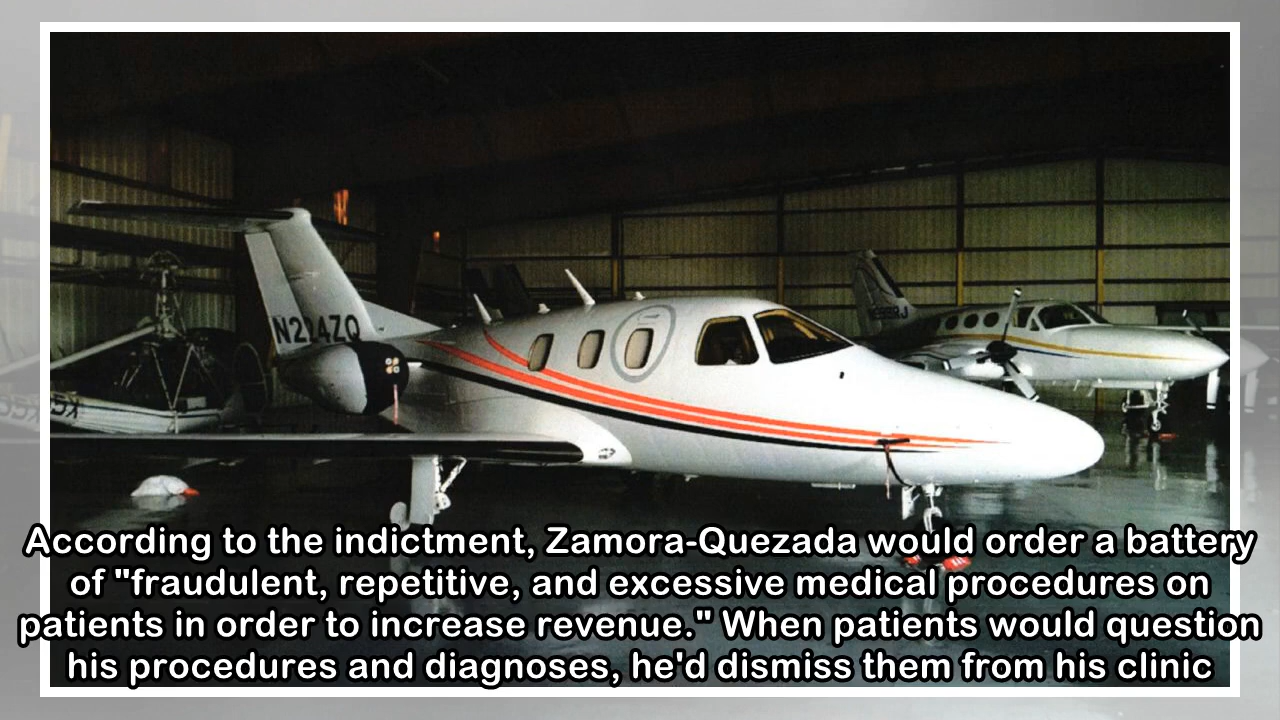 N224ZQ
According to the indictment, Zamora-Quezada would order a battery
of "fraudulent, repetitive, and excessive medical procedures on
patients in order to increase revenue." When patients would question
his procedures and diagnoses, he'd dismiss them from his clinic